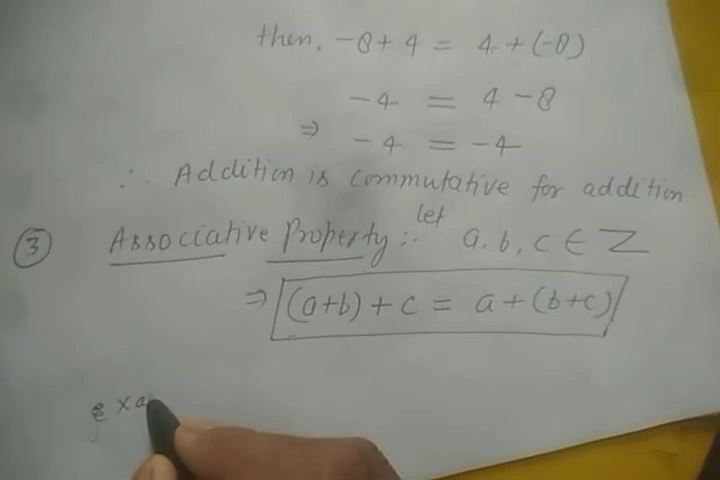 then, -8+4 = 4+(-8)
-4 = 4-8
⇒ -4 = -4
∴ Addition is commutative for addition
③ Associative Property :- let a, b, c ∈ Z
⇒ (a+b)+c = a+(b+c)
exa